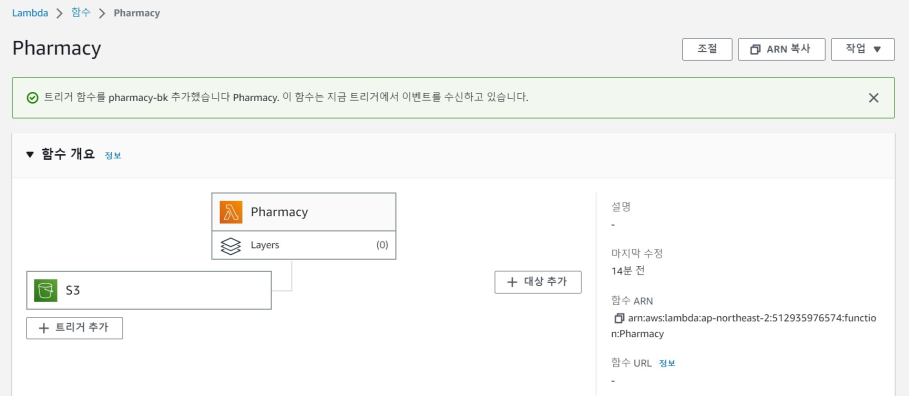 Lambda > 함수 > Pharmacy
Pharmacy
조절
ARN 복사
작업 ▼
트리거 함수를 pharmacy-bk 추가했습니다 Pharmacy. 이 함수는 지금 트리거에서 이벤트를 수신하고 있습니다.
▼ 함수 개요 정보
Pharmacy
Layers (0)
S3
+ 트리거 추가
+ 대상 추가
설명
-
마지막 수정
14분 전
함수 ARN
arn:aws:lambda:ap-northeast-2:512935976574:functio
n:Pharmacy
함수 URL 정보
-